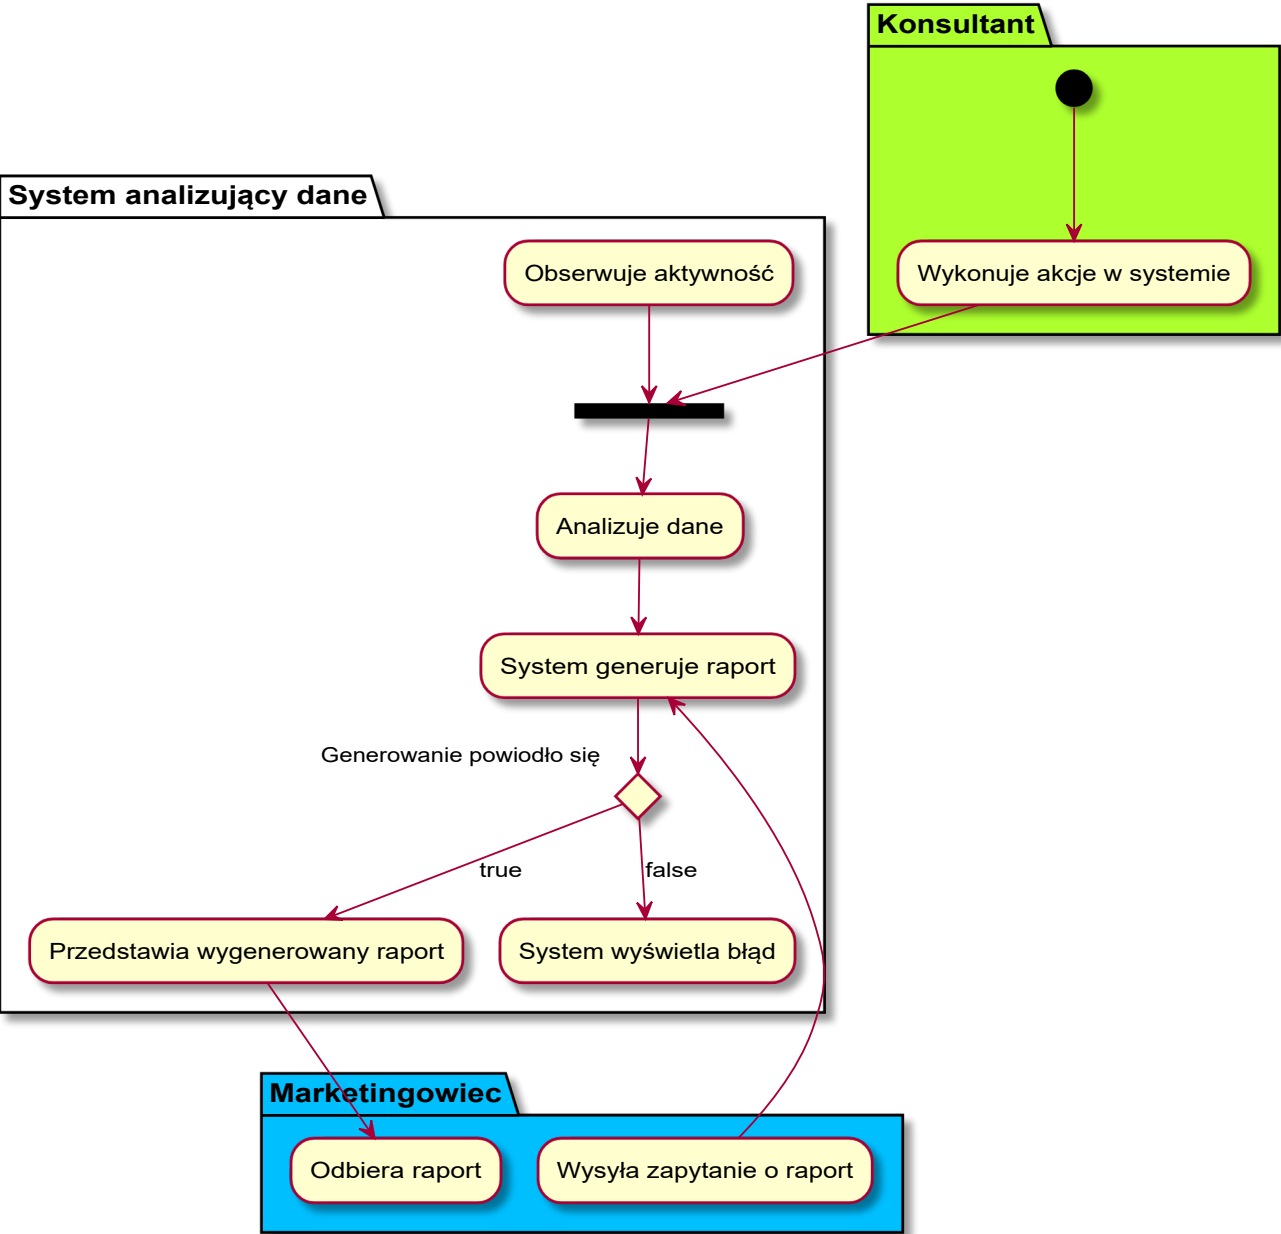 Konsultant
System analizujący dane
Obserwuje aktywność
Wykonuje akcje w systemie
Analizuje dane
System generuje raport
Generowanie powiodło się
true
false
Przedstawia wygenerowany raport
System wyświetla błąd
Marketingowiec
Odbiera raport
Wysyła zapytanie o raport